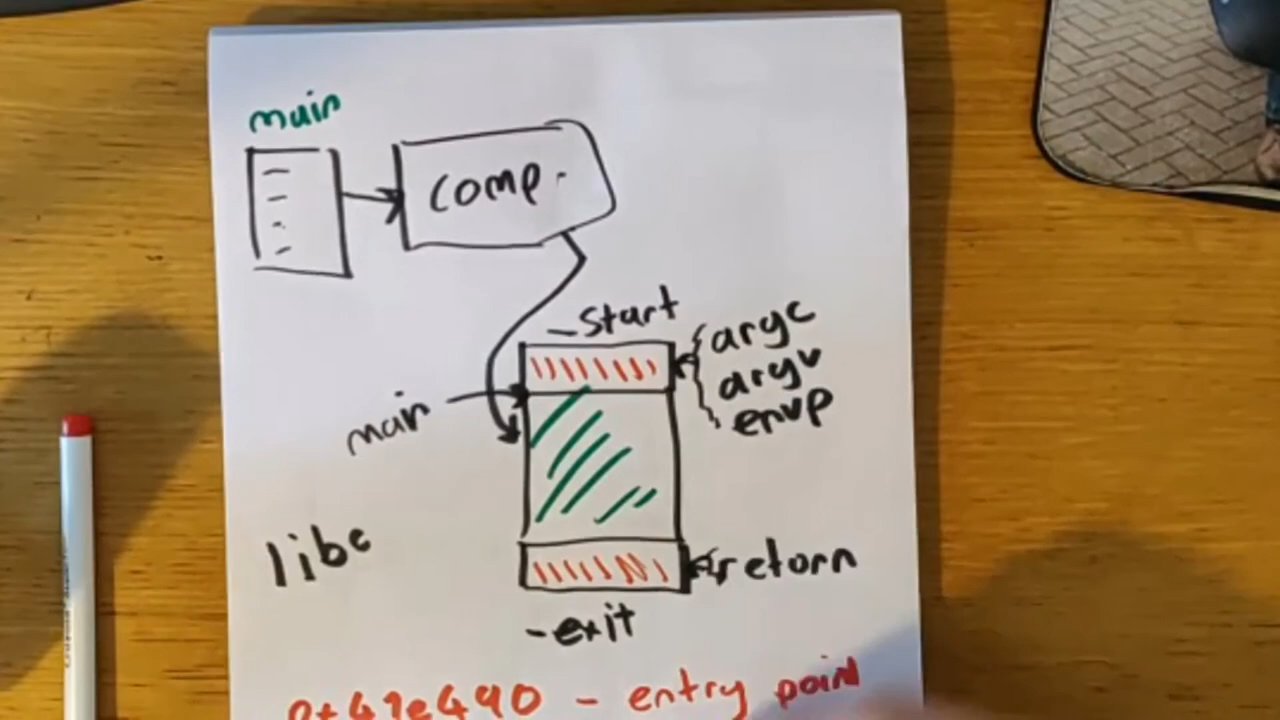 main
comp.
_start
argc
argv
envp
main
libc
return
_exit
- entry point